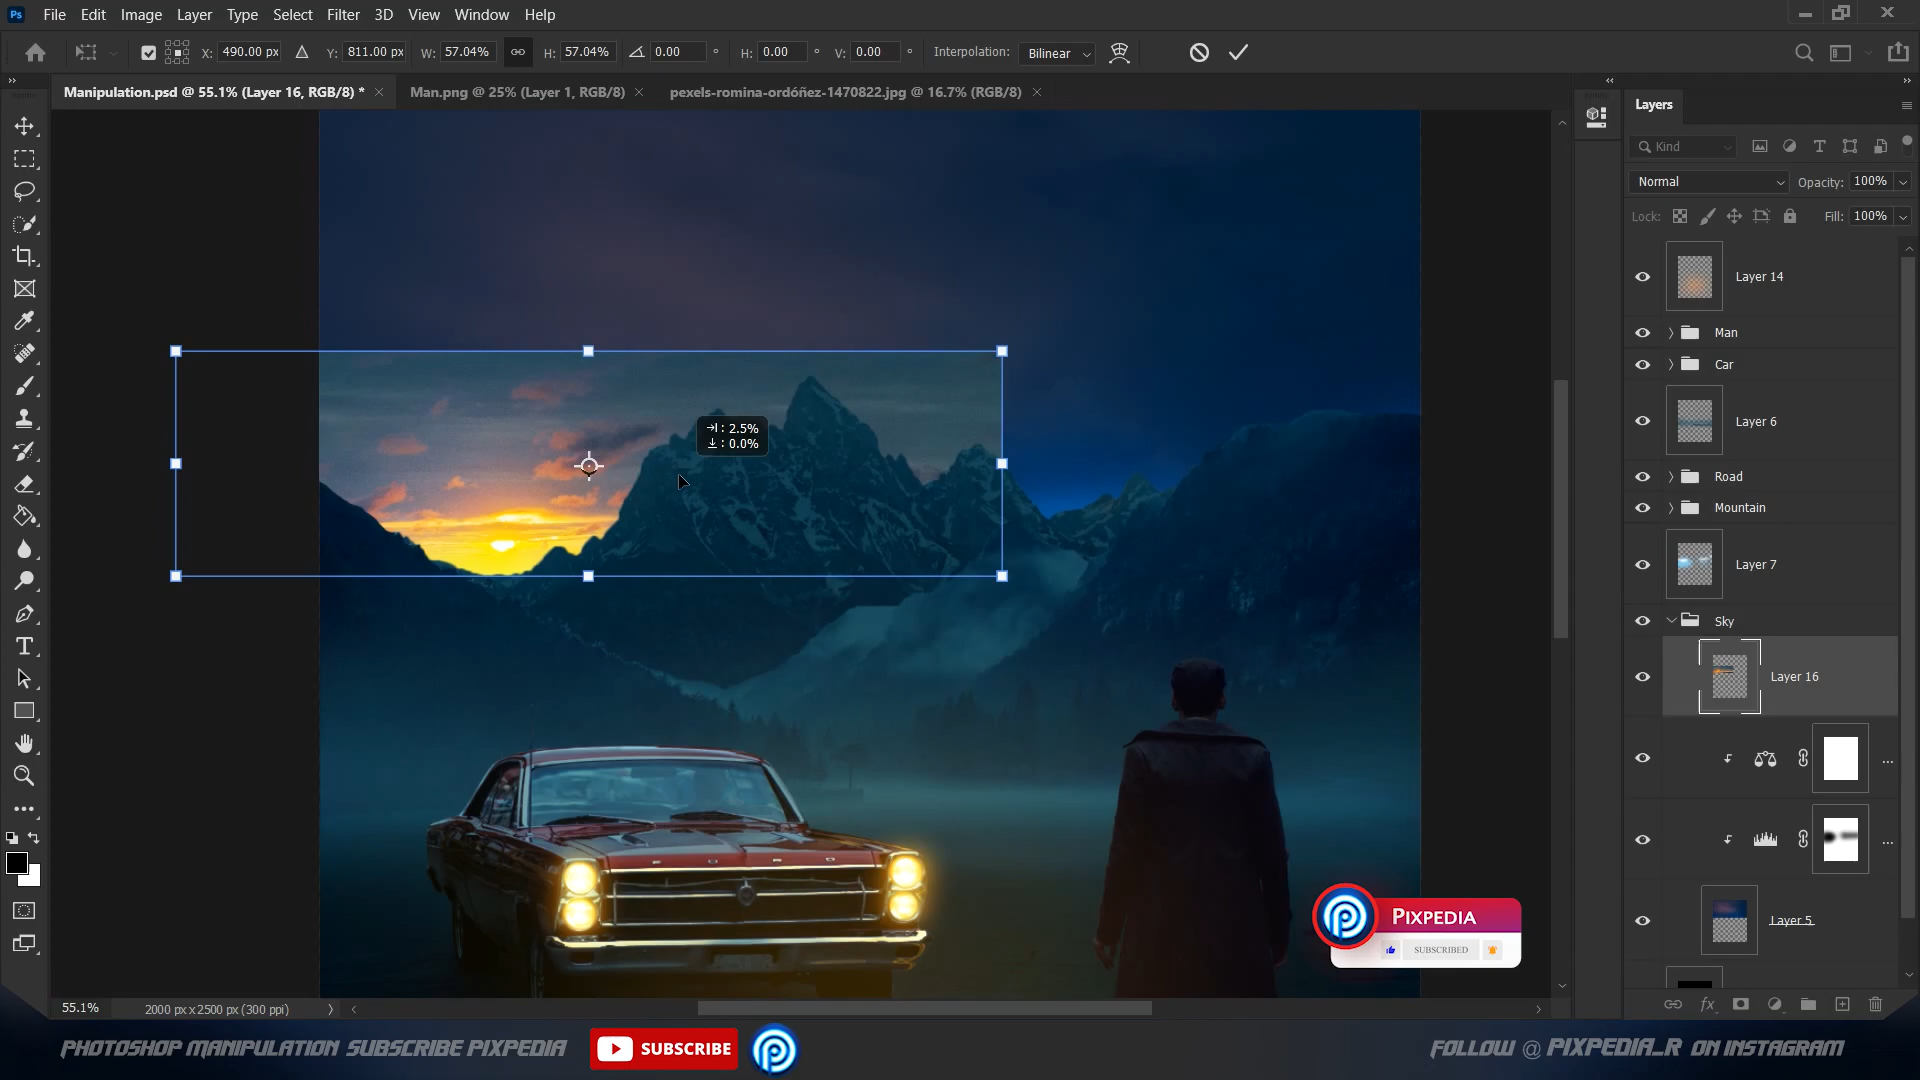 Ps File Edit Image Layer Type Select Filter 3D View Window Help
X: 490.00 px Y: 811.00 px W: 57.04% H: 57.04% 0.00 ° H: 0.00 ° V: 0.00 ° Interpolation: Bilinear
Manipulation.psd @ 55.1% (Layer 16, RGB/8) * Man.png @ 25% (Layer 1, RGB/8) pexels-romina-ordóñez-1470822.jpg @ 16.7% (RGB/8)
Layers
Kind
Normal Opacity: 100%
Lock: Fill: 100%
Layer 14
Man
Car
Layer 6
Road
Mountain
Layer 7
Sky
Layer 16
Layer 5
: 2.5%
: 0.0%
FORD
PIXPEDIA
SUBSCRIBED
55.1% 2000 px x 2500 px (300 ppi)
PHOTOSHOP MANIPULATION SUBSCRIBE PIXPEDIA
SUBSCRIBE
FOLLOW @ PIXPEDIA_R ON INSTAGRAM